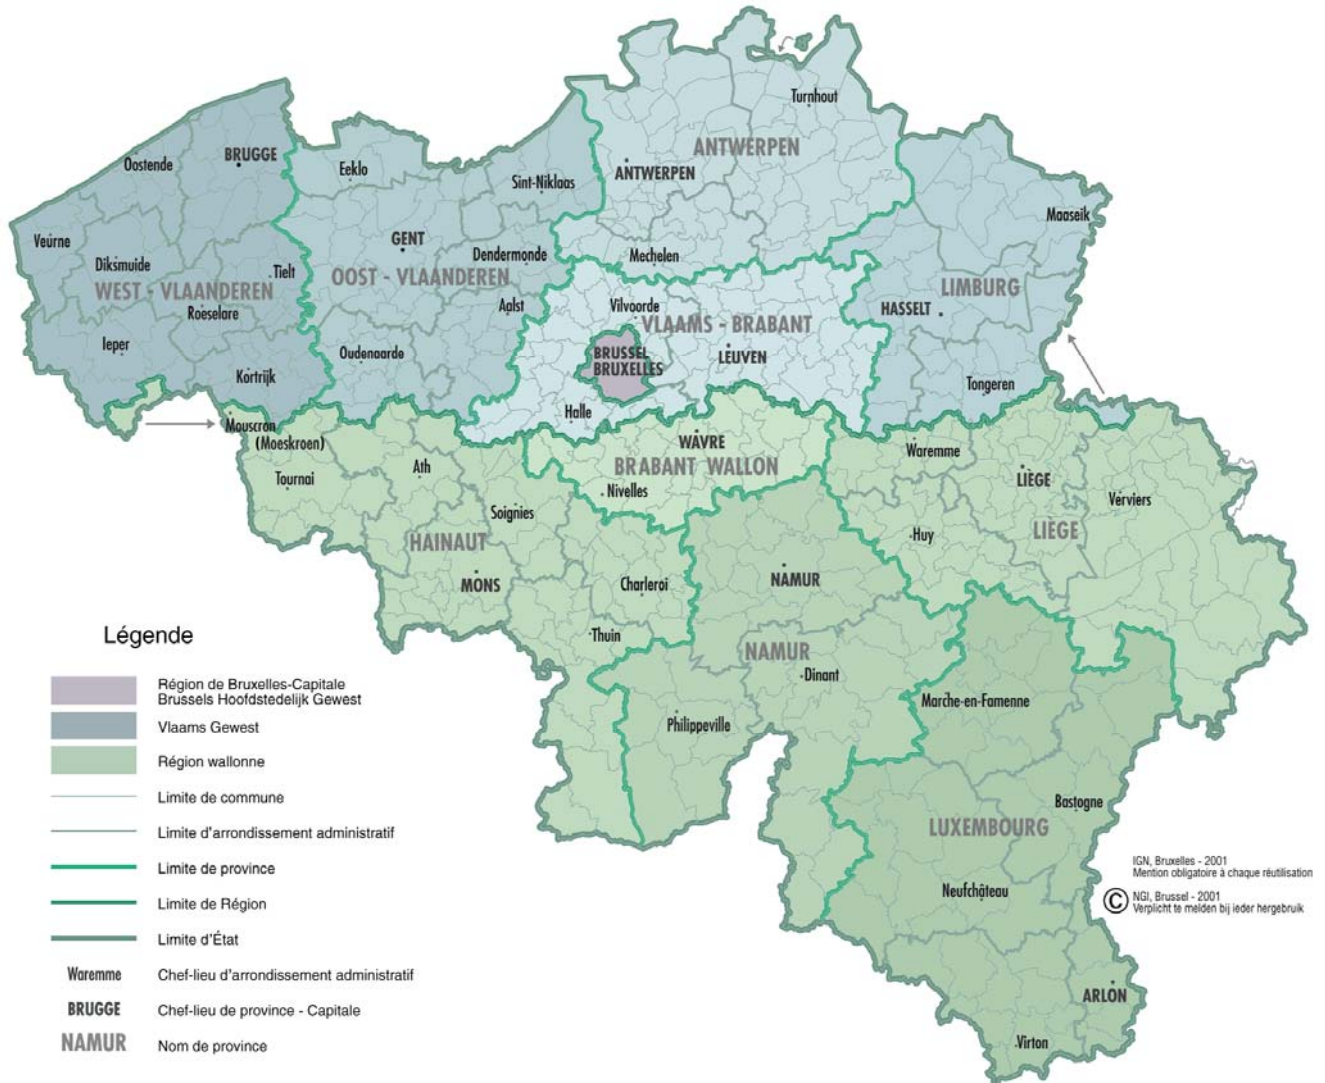 Turnhout
ANTWERPEN
BRUGGE
Oostende
Eeklo
ANTWERPEN
Sint-Niklaas
Maaseik
Veurne
GENT
Dendermonde
Mechelen
Diksmuide
Tielt
OOST - VLAANDEREN
WEST - VLAANDEREN
LIMBURG
Roeselare
Aalst
Vilvoorde
HASSELT
VLAAMS - BRABANT
Ieper
Oudenaarde
BRUSSEL
BRUXELLES
LEUVEN
Kortrijk
Tongeren
Halle
Mouscron
(Moeskroen)
WAVRE
Waremme
Ath
BRABANT WALLON
Tournai
LIÈGE
Nivelles
Verviers
Soignies
LIÈGE
Huy
HAINAUT
MONS
Charleroi
NAMUR
Thuin
NAMUR
Dinant
Marche-en-Famenne
Philippeville
Bastogne
LUXEMBOURG
Neufchâteau
ARLON
Virton
Légende
Région de Bruxelles-Capitale
Brussels Hoofdstedelijk Gewest
Vlaams Gewest
Région wallonne
Limite de commune
Limite d'arrondissement administratif
Limite de province
Limite de Région
Limite d'État
Waremme Chef-lieu d'arrondissement administratif
BRUGGE Chef-lieu de province - Capitale
NAMUR Nom de province
IGN, Bruxelles - 2001
Mention obligatoire à chaque réutilisation
© NGI, Brussel - 2001
Verplicht te melden bij ieder hergebruik